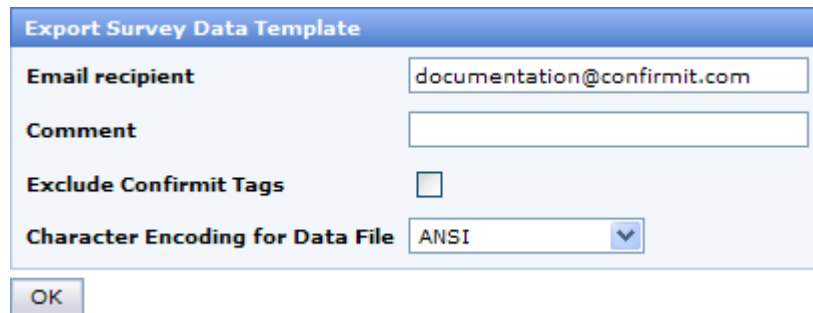 Export Survey Data Template
Email recipient documentation@confirmit.com
Comment
Exclude Confirmit Tags
Character Encoding for Data File ANSI
OK